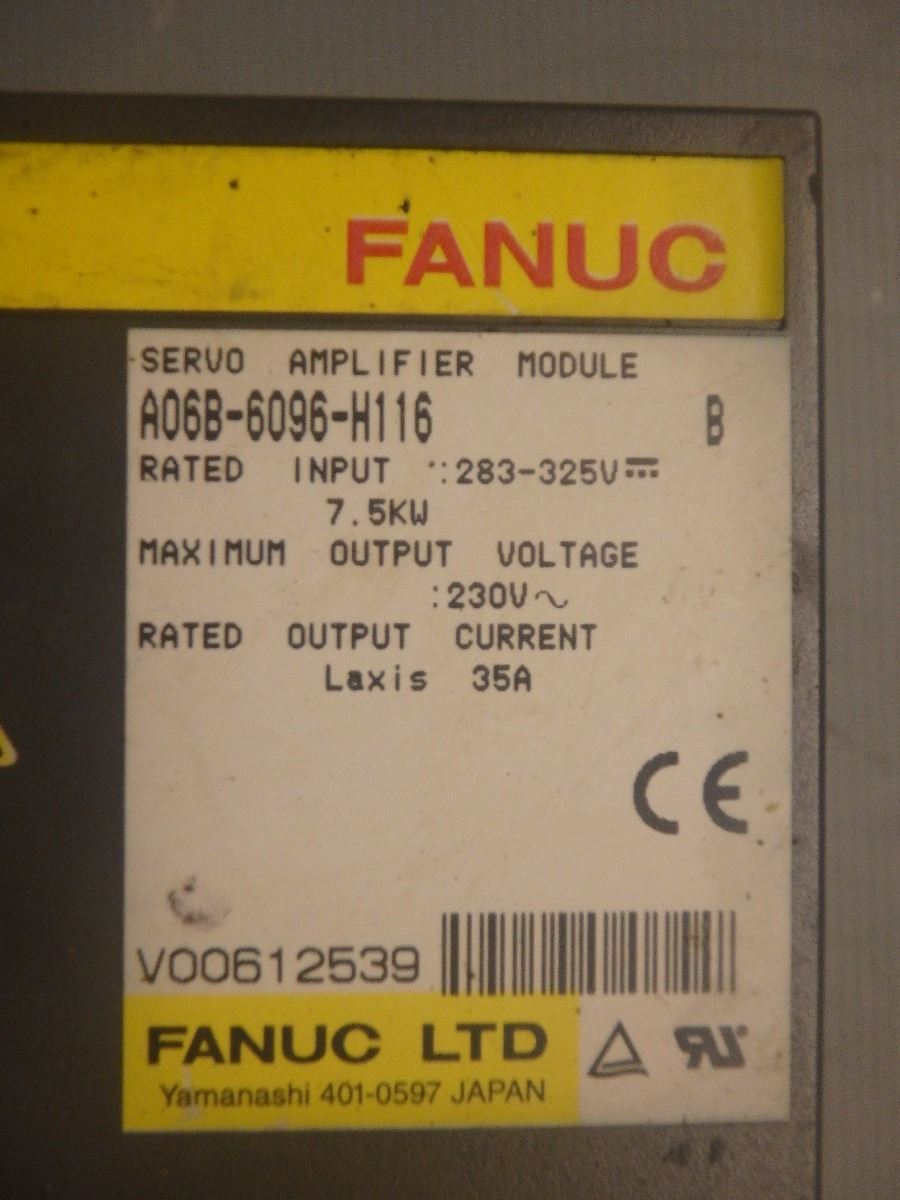 FANUC
SERVO AMPLIFIER MODULE
A06B-6096-H116 B
RATED INPUT :283-325V⎓
7.5KW
MAXIMUM OUTPUT VOLTAGE
:230V～
RATED OUTPUT CURRENT
Laxis 35A
CE
V00612539
FANUC LTD
Yamanashi 401-0597 JAPAN